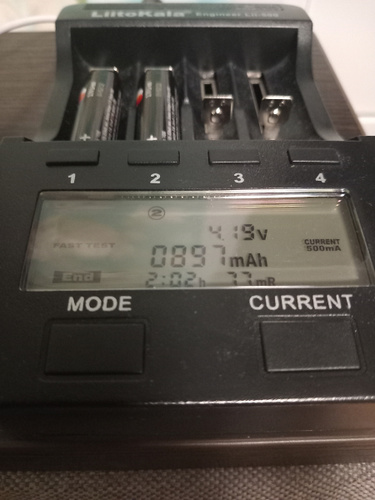 LiitoKala Engineer LII-500
1 2 3 4
②
4.19v
FAST TEST 0897mAh CURRENT 500mA
End 2:02h 77mR
MODE CURRENT